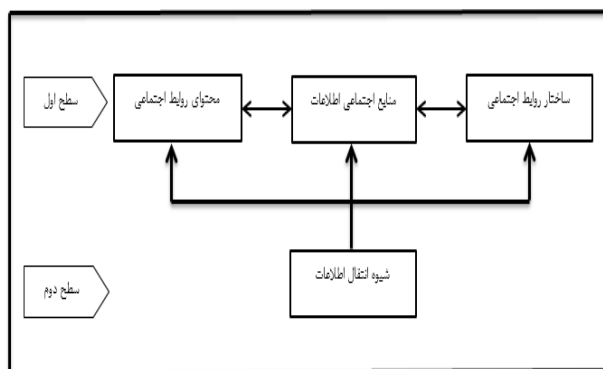 ساختار روابط اجتماعی
منابع اجتماعی اطلاعات
محتوای روابط اجتماعی
سطح اول
شیوه انتقال اطلاعات
سطح دوم